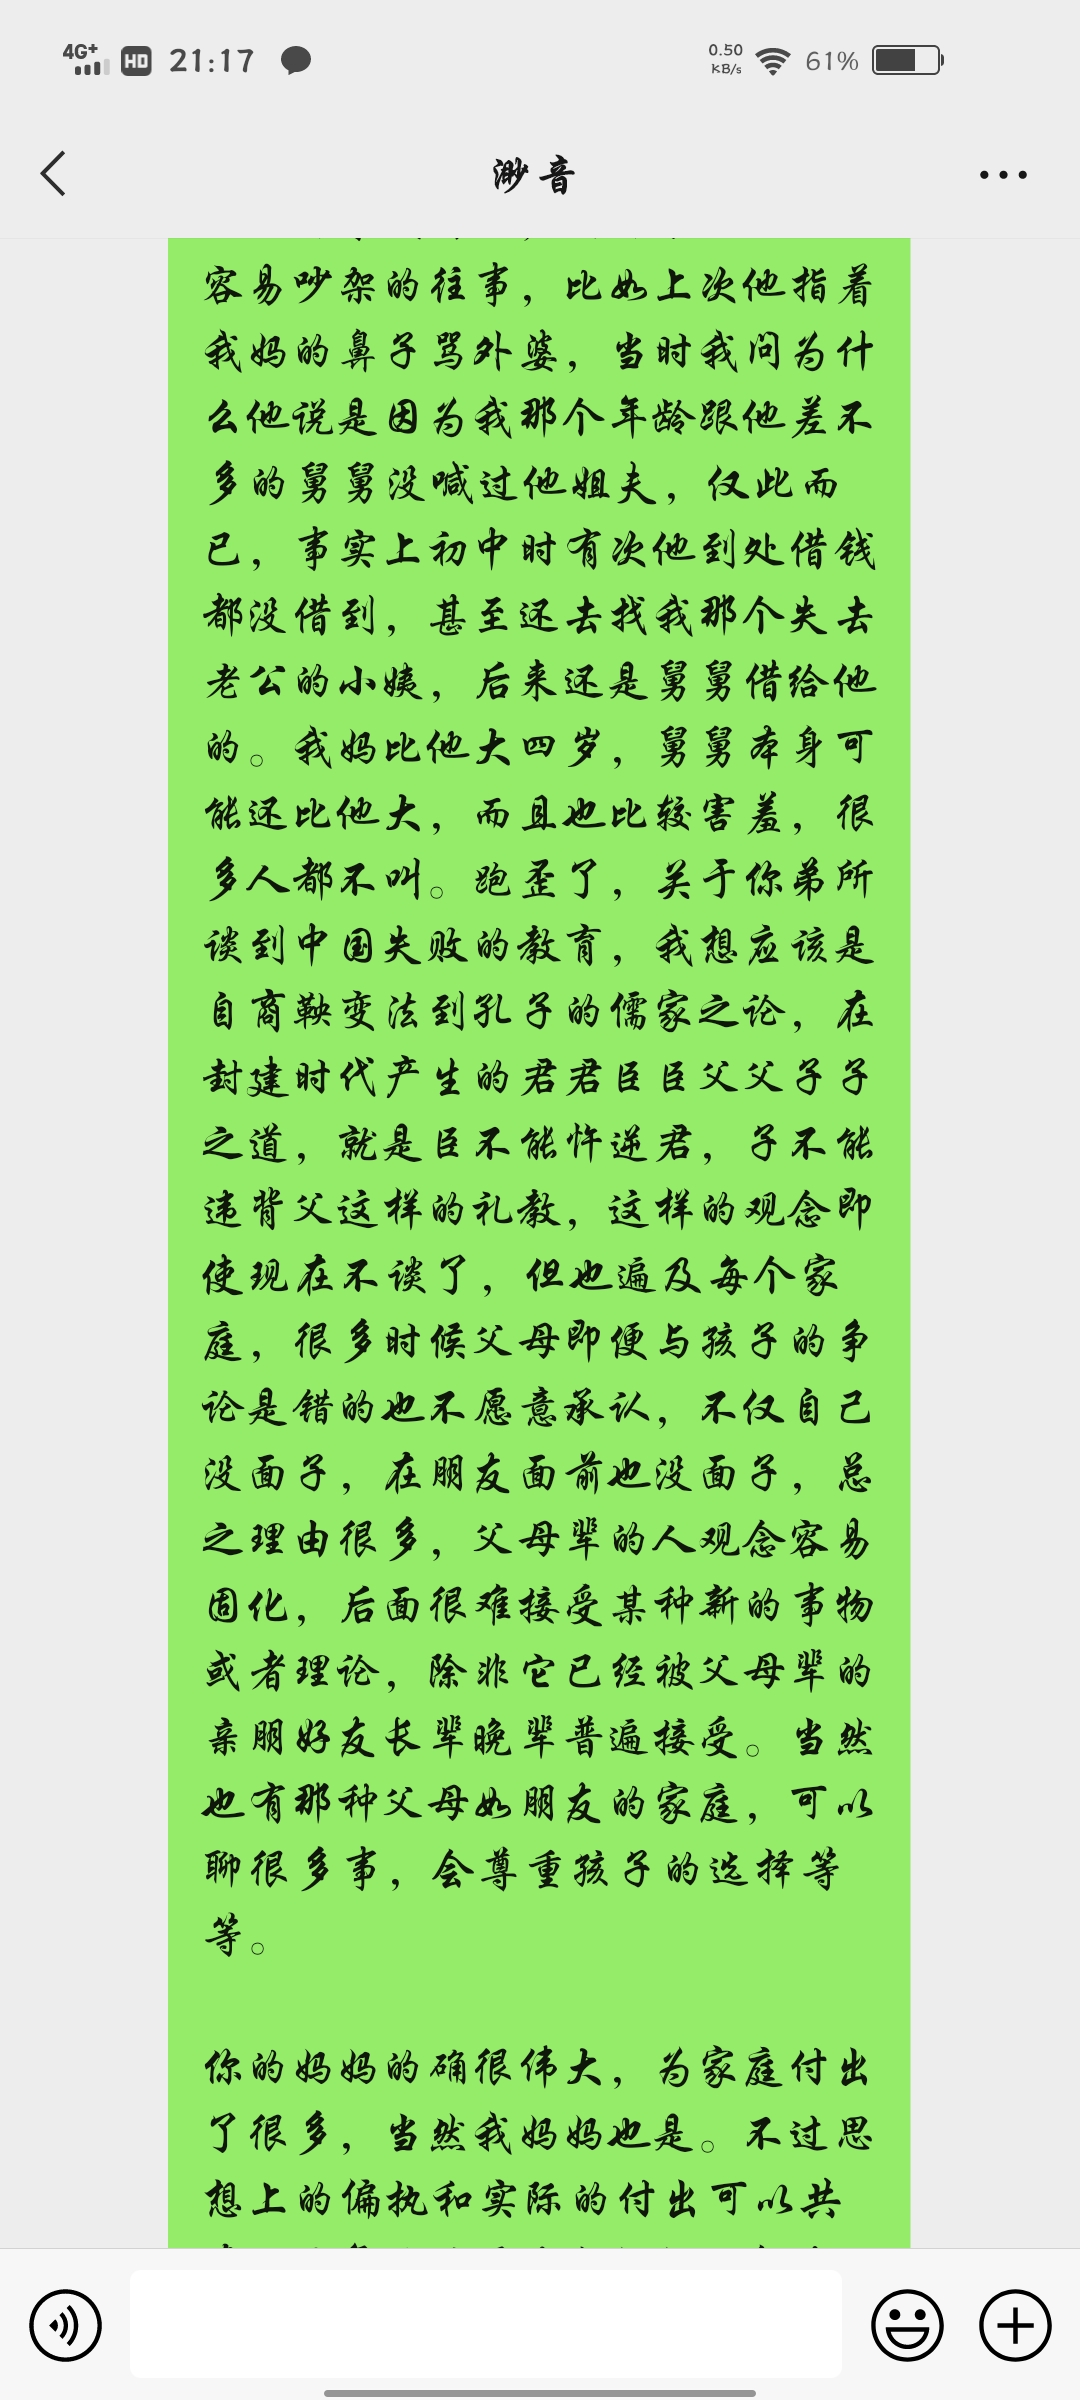 4G+ HD 21:17 0.50 KB/s 61%
渺音
容易吵架的往事，比如上次他指着
我妈的鼻子骂外婆，当时我问为什
么他说是因为我那个年龄跟他差不
多的舅舅没喊过他姐夫，仅此而
已，事实上初中时有次他到处借钱
都没借到，甚至还去找我那个失去
老公的小姨，后来还是舅舅借给他
的。我妈比他大四岁，舅舅本身可
能还比他大，而且也比较害羞，很
多人都不叫。跑歪了，关于你弟所
谈到中国失败的教育，我想应该是
自商鞅变法到孔子的儒家之论，在
封建时代产生的君君臣臣父父子子
之道，就是臣不能忤逆君，子不能
违背父这样的礼教，这样的观念即
使现在不谈了，但也遍及每个家
庭，很多时候父母即便与孩子的争
论是错的也不愿意承认，不仅自己
没面子，在朋友面前也没面子，总
之理由很多，父母辈的人观念容易
固化，后面很难接受某种新的事物
或者理论，除非它已经被父母辈的
亲朋好友长辈晚辈普遍接受。当然
也有那种父母如朋友的家庭，可以
聊很多事，会尊重孩子的选择等
等。
你的妈妈的确很伟大，为家庭付出
了很多，当然我妈妈也是。不过思
想上的偏执和实际的付出可以共